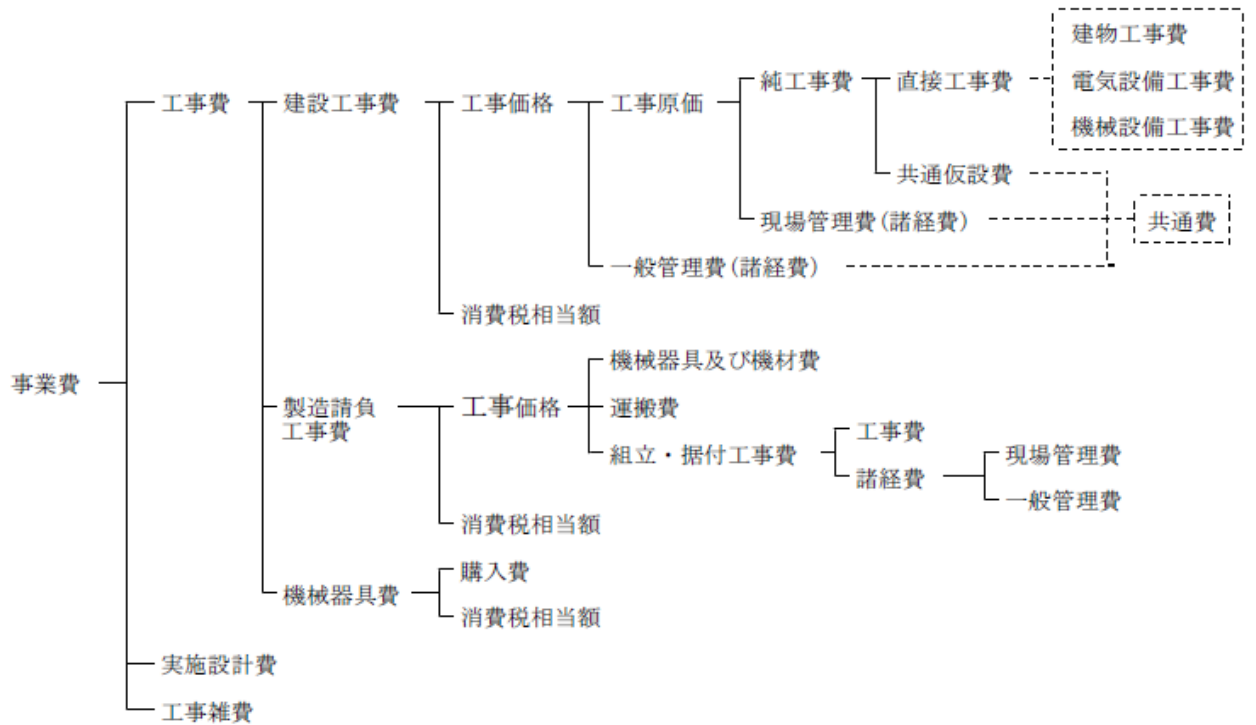 建物工事費
電気設備工事費
機械設備工事費
工事費
建設工事費
工事価格
工事原価
純工事費
直接工事費
共通仮設費
現場管理費(諸経費)
共通費
一般管理費(諸経費)
消費税相当額
事業費
製造請負
工事費
工事価格
機械器具及び機材費
運搬費
組立・据付工事費
工事費
諸経費
現場管理費
一般管理費
消費税相当額
機械器具費
購入費
消費税相当額
実施設計費
工事雑費